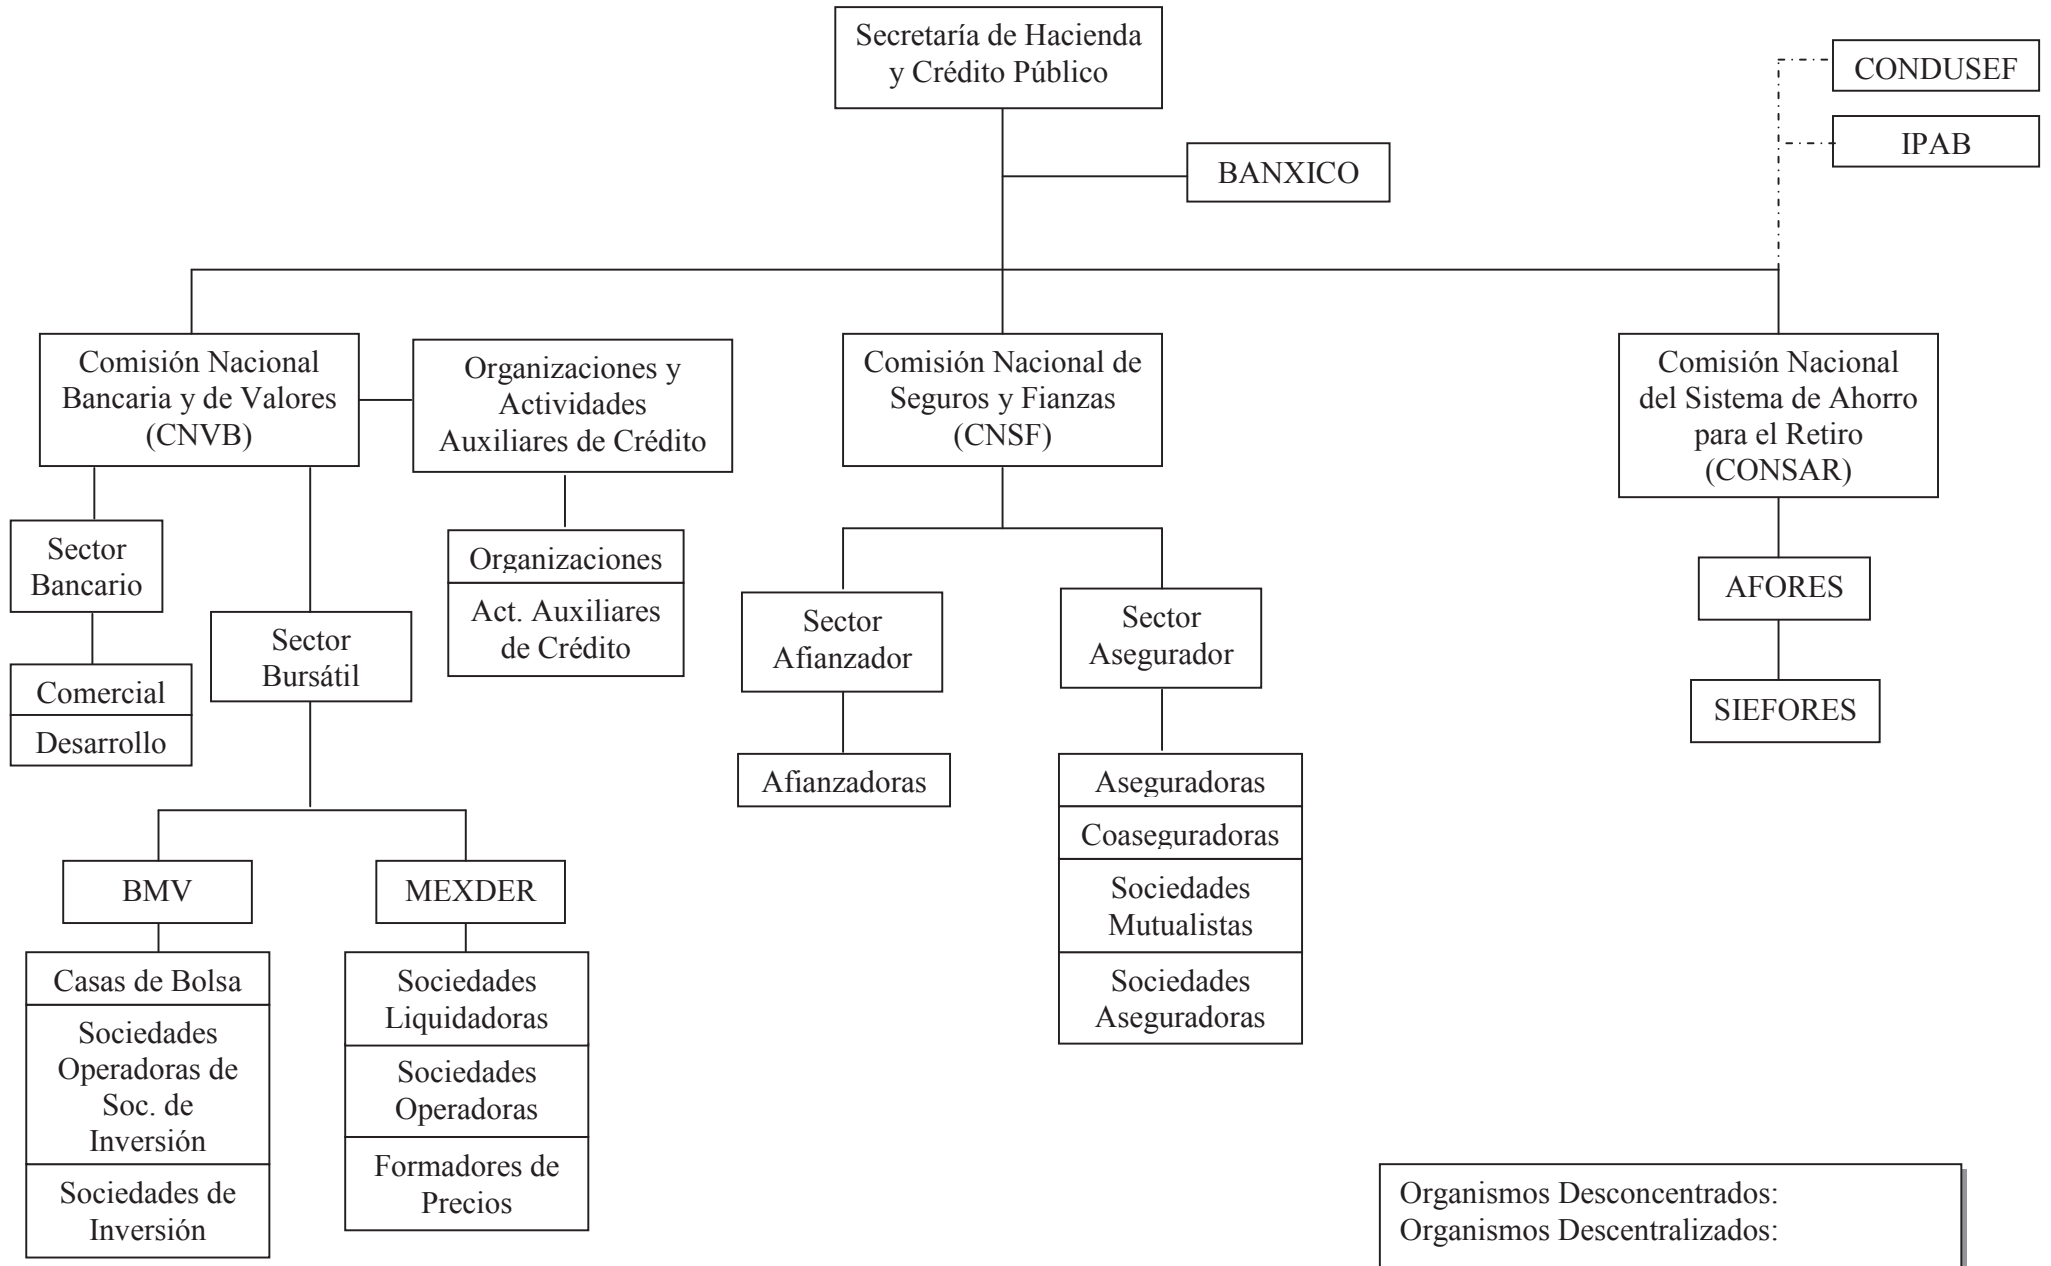 Secretaría de Hacienda
y Crédito Público
CONDUSEF
IPAB
BANXICO
Comisión Nacional
Bancaria y de Valores
(CNVB)
Organizaciones y
Actividades
Auxiliares de Crédito
Comisión Nacional de
Seguros y Fianzas
(CNSF)
Comisión Nacional
del Sistema de Ahorro
para el Retiro
(CONSAR)
Sector
Bancario
Comercial
Desarrollo
Sector
Bursátil
Organizaciones
Act. Auxiliares
de Crédito
Sector
Afianzador
Afianzadoras
Sector
Asegurador
Aseguradoras
Coaseguradoras
Sociedades
Mutualistas
Sociedades
Aseguradoras
AFORES
SIEFORES
BMV
Casas de Bolsa
Sociedades
Operadoras de
Soc. de
Inversión
Sociedades de
Inversión
MEXDER
Sociedades
Liquidadoras
Sociedades
Operadoras
Formadores de
Precios
Organismos Desconcentrados:
Organismos Descentralizados: